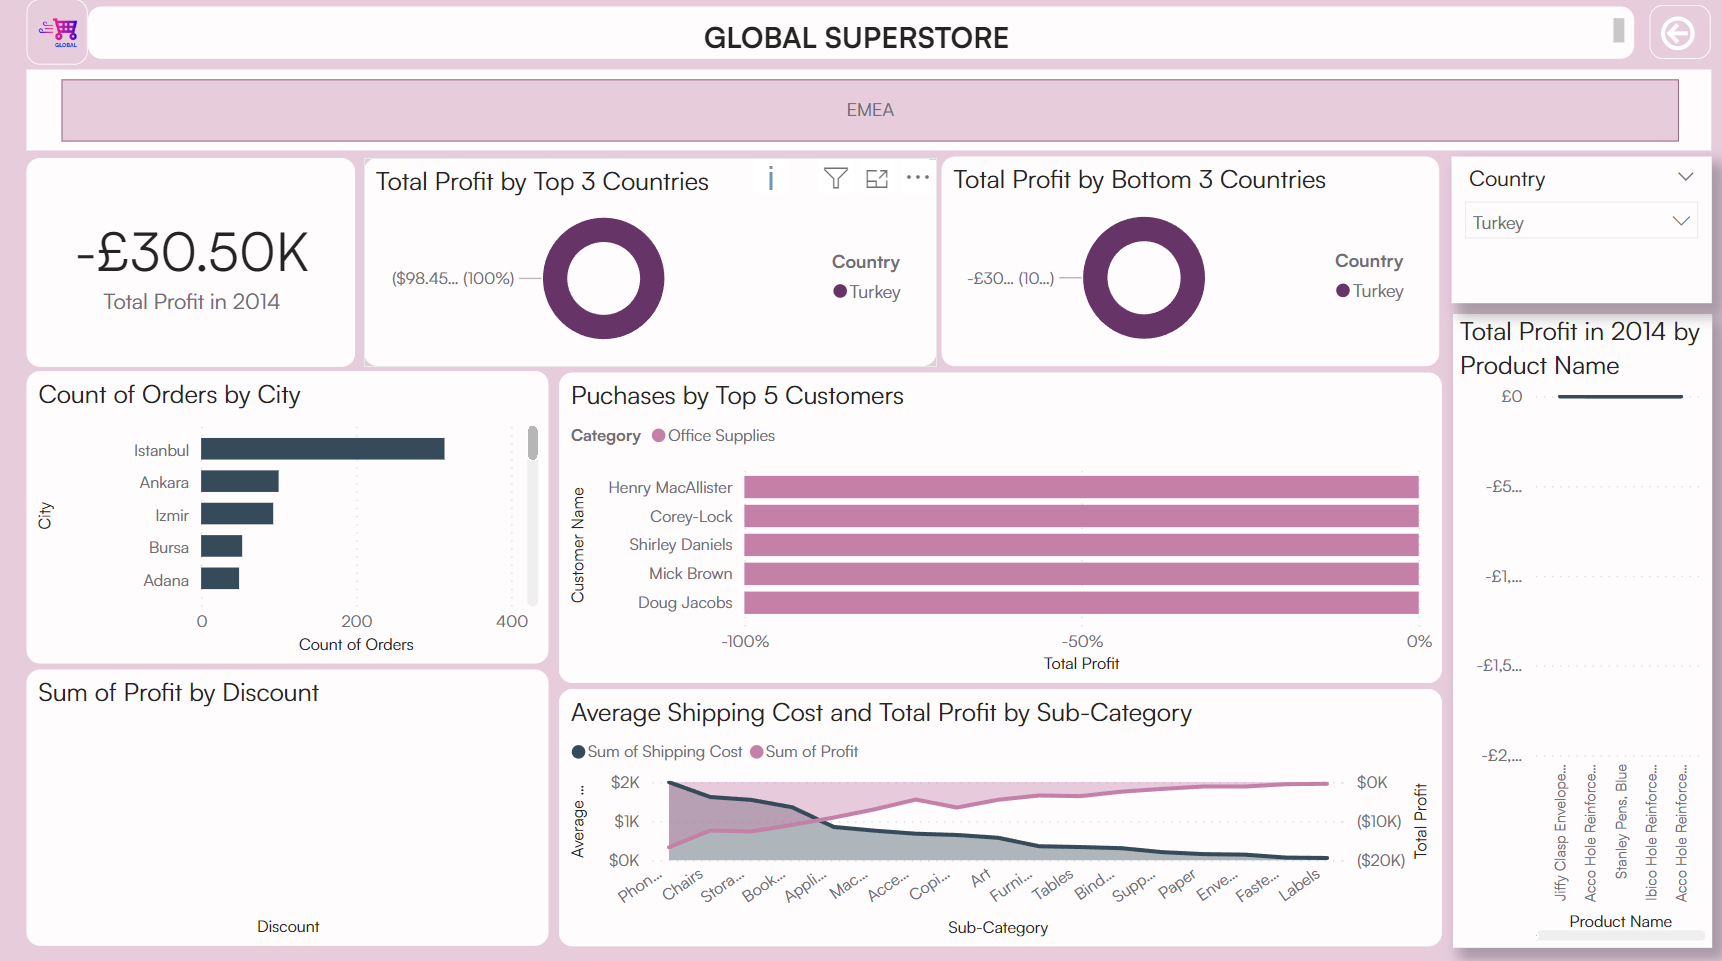 GLOBAL
GLOBAL SUPERSTORE
EMEA
-£30.50K
Total Profit in 2014
Total Profit by Top 3 Countries
i
($98.45... (100%)
Country
Turkey
Total Profit by Bottom 3 Countries
-£30... (10...)
Country
Turkey
Country
Turkey
Count of Orders by City
City
Istanbul
Ankara
Izmir
Bursa
Adana
0 200 400
Count of Orders
Puchases by Top 5 Customers
Category Office Supplies
Customer Name
Henry MacAllister
Corey-Lock
Shirley Daniels
Mick Brown
Doug Jacobs
-100% -50% 0%
Total Profit
Total Profit in 2014 by
Product Name
£0
-£5...
-£1,...
-£1,5...
-£2,...
Jiffy Clasp Envelope...
Acco Hole Reinforce...
Stanley Pens, Blue
Ibico Hole Reinforce...
Acco Hole Reinforce...
Product Name
Sum of Profit by Discount
Discount
Average Shipping Cost and Total Profit by Sub-Category
Sum of Shipping Cost Sum of Profit
Average ...
$2K
$1K
$0K
$0K
($10K)
($20K)
Total Profit
Phon... Chairs Stora... Book... Appli... Mac... Acce... Copi... Art Furni... Tables Bind... Supp... Paper Enve... Faste... Labels
Sub-Category